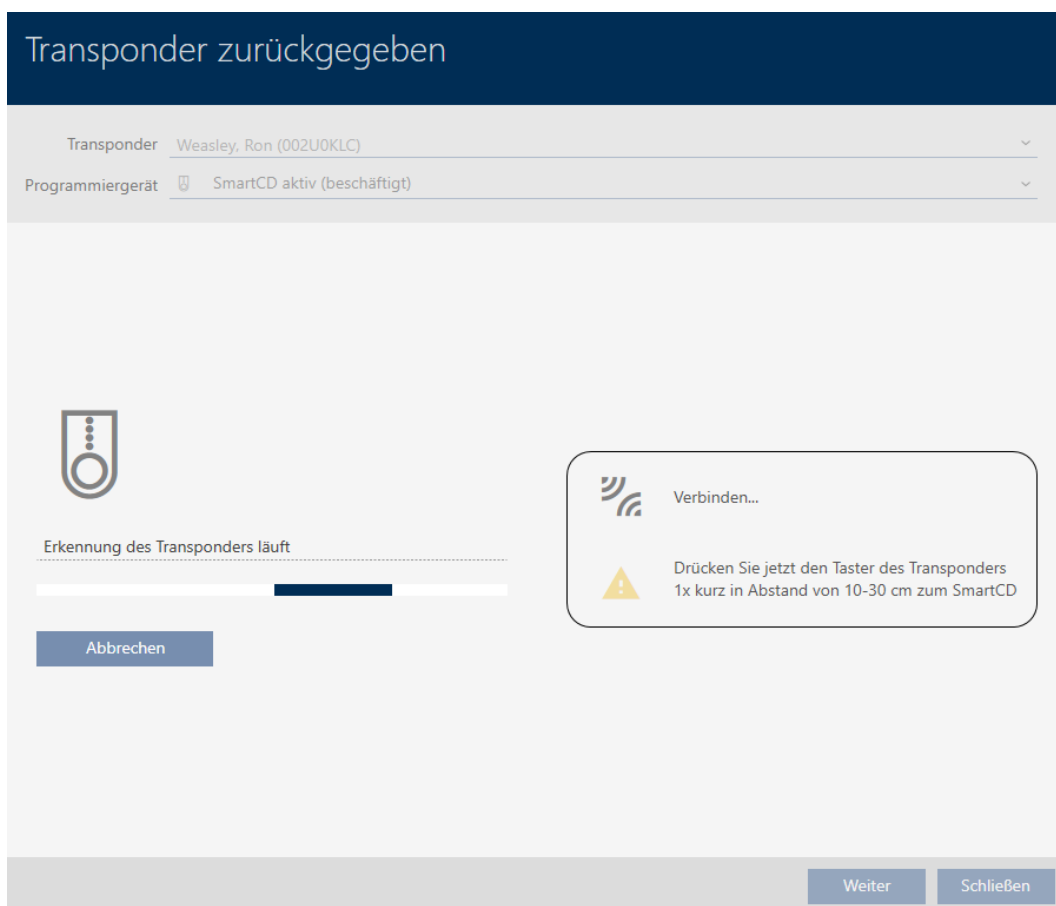 Transponder zurückgegeben
Transponder Weasley, Ron (002U0KLC)
Programmiergerät SmartCD aktiv (beschäftigt)
Verbinden...
Erkennung des Transponders läuft
Drücken Sie jetzt den Taster des Transponders
1x kurz in Abstand von 10-30 cm zum SmartCD
Abbrechen
Weiter Schließen